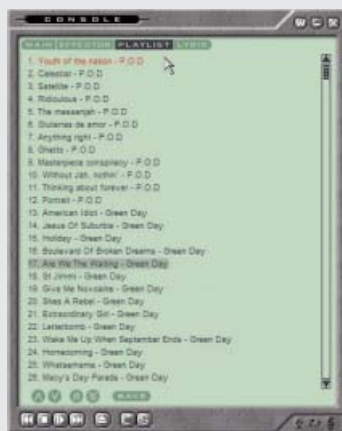 CONSOLE
W
MAIN EFFECTOR PLAYLIST LYRIC
1. Youth of the nation - P.O.D
2. Celestial - P.O.D
3. Satellite - P.O.D
4. Ridiculous - P.O.D
5. The messenjah - P.O.D
6. Guitarras de amor - P.O.D
7. Anything right - P.O.D
8. Ghetto - P.O.D
9. Masterpiece conspiracy - P.O.D
10. Without Jah, nothin' - P.O.D
11. Thinking about forever - P.O.D
12. Portrait - P.O.D
13. American Idiot - Green Day
14. Jesus Of Suburbia - Green Day
15. Holiday - Green Day
16. Boulevard Of Broken Dreams - Green Day
17. Are We The Waiting - Green Day
18. St Jimmi - Green Day
19. Give Me Novacaine - Green Day
20. Shes A Rebel - Green Day
21. Extraordinary Girl - Green Day
22. Letterbomb - Green Day
23. Wake Me Up When September Ends - Green Day
24. Homecoming - Green Day
25. Whatsername - Green Day
26. Macy's Day Parade - Green Day
SAVE